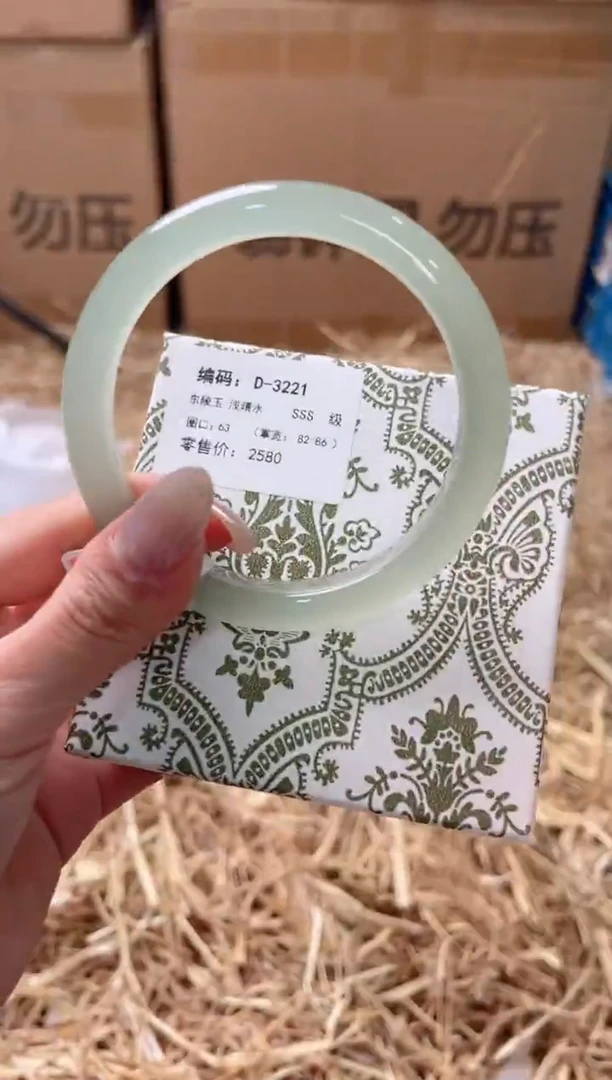 勿压
勿压
编码：D-3221
东陵玉 浅晴水 SSS 级
圈口：63 （掌宽：82-86）
零售价：2580